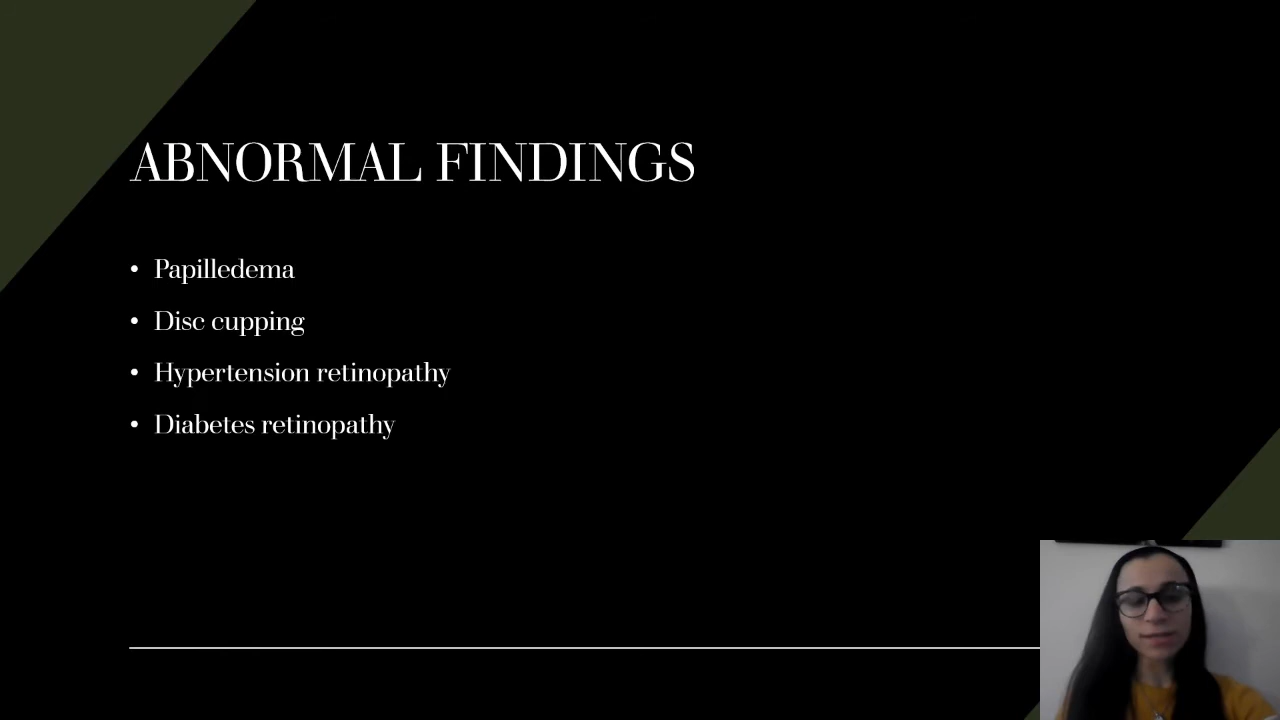 ABNORMAL FINDINGS
• Papilledema
• Disc cupping
• Hypertension retinopathy
• Diabetes retinopathy